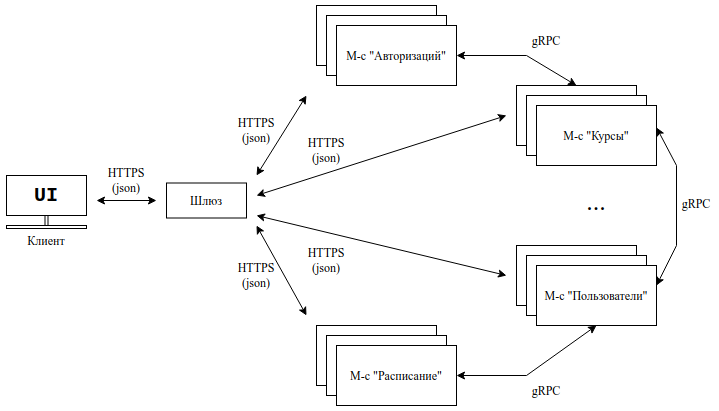 М-с "Авторизаций"
gRPC
HTTPS
(json)
HTTPS
(json)
М-с "Курсы"
HTTPS
(json)
UI
Шлюз
...
gRPC
Клиент
HTTPS
(json)
HTTPS
(json)
М-с "Пользователи"
М-с "Расписание"
gRPC